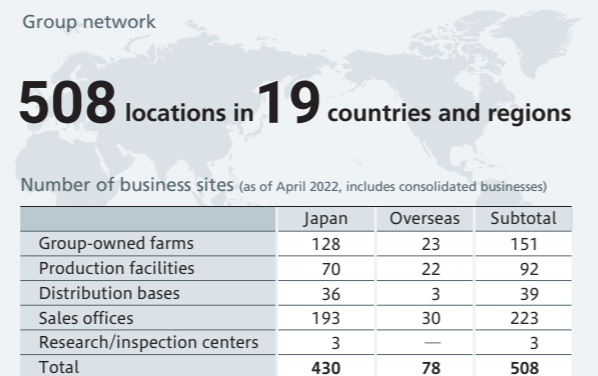 Group network
508 locations in 19 countries and regions
Number of business sites (as of April 2022, includes consolidated businesses)
Japan Overseas Subtotal
Group-owned farms 128 23 151
Production facilities 70 22 92
Distribution bases 36 3 39
Sales offices 193 30 223
Research/inspection centers 3 — 3
Total 430 78 508